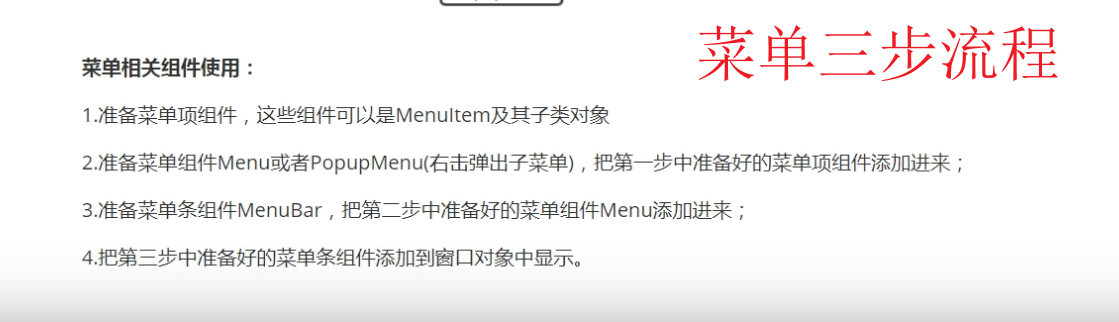 菜单三步流程
菜单相关组件使用：
1.准备菜单项组件，这些组件可以是MenuItem及其子类对象
2.准备菜单组件Menu或者PopupMenu(右击弹出子菜单)，把第一步中准备好的菜单项组件添加进来；
3.准备菜单条组件MenuBar，把第二步中准备好的菜单组件Menu添加进来；
4.把第三步中准备好的菜单条组件添加到窗口对象中显示。